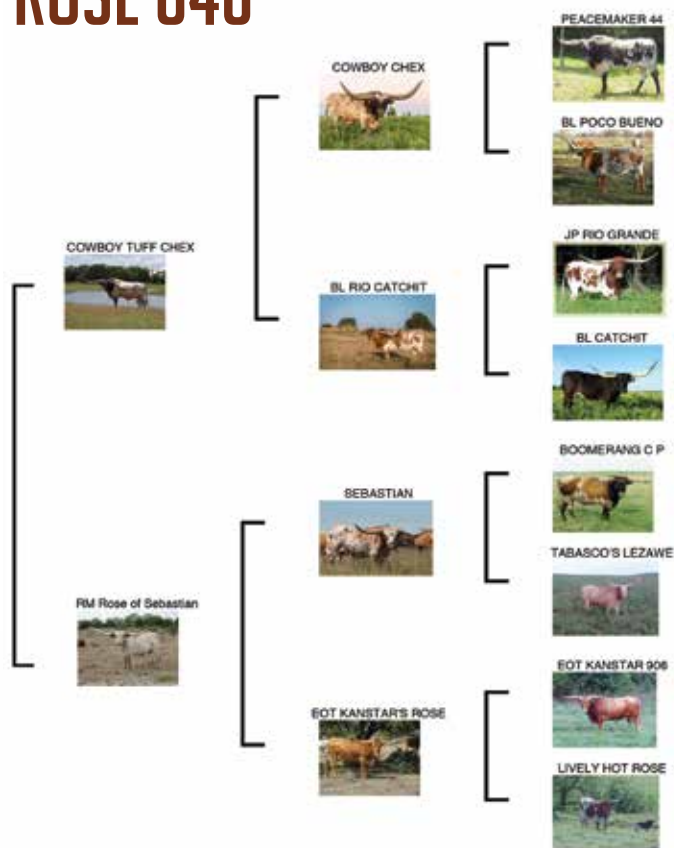 ROSE
PEACEMAKER 44
COWBOY CHEX
BL POCO BUENO
JP RIO GRANDE
COWBOY TUFF CHEX
BL RIO CATCHIT
BL CATCHIT
BOOMERANG C P
SEBASTIAN
TABASCO'S LEZAWE
RM Rose of Sebastian
EOT KANSTAR 906
EOT KANSTAR'S ROSE
LIVELY HOT ROSE